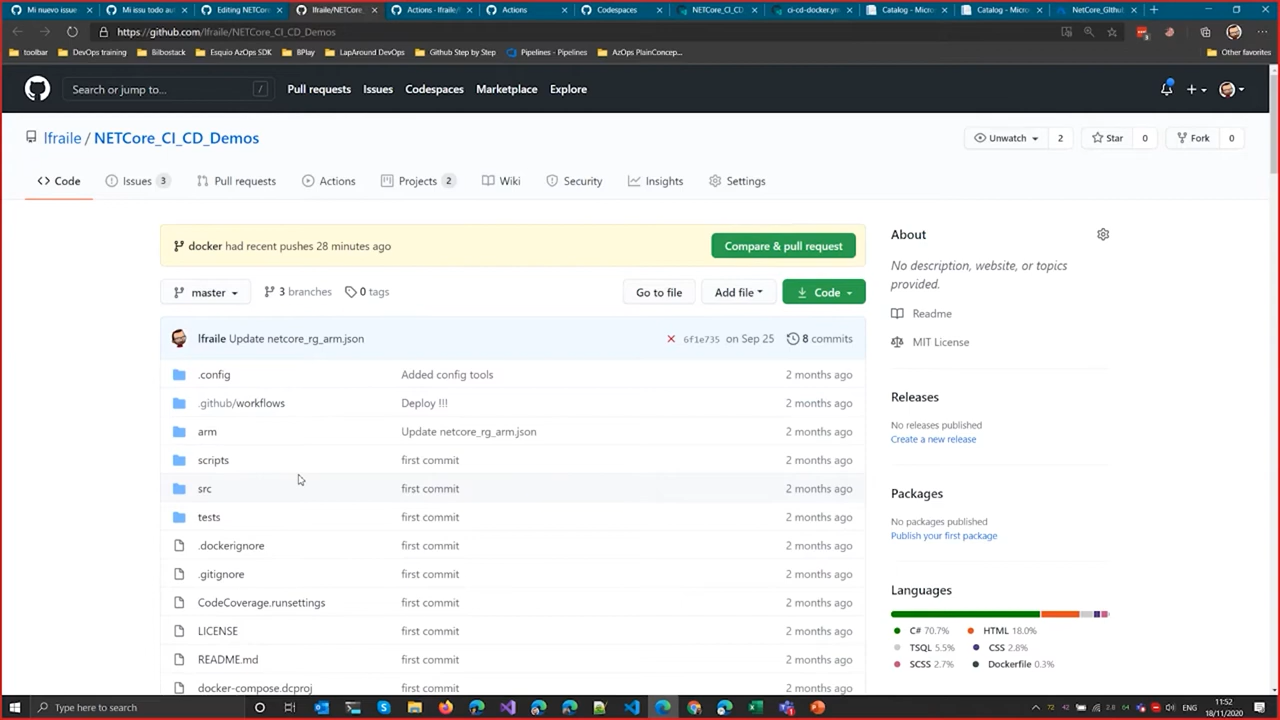 Mi nuevo issue
Mi issu todo au
Editing NETCor
lfraile/NETCore_
Actions · lfraile/
Actions
Codespaces
NETCore_CI_CD
ci-cd-docker.ym
Catalog - Micros
Catalog - Micros
NetCore_Github
https://github.com/lfraile/NETCore_CI_CD_Demos
toolbar
DevOps training
Bilbostack
Esquio AzOps SDK
BPlay
LapAround DevOps
Github Step by Step
Pipelines - Pipelines
AzOps PlainConcep...
Other favorites
Search or jump to...
/
Pull requests
Issues
Codespaces
Marketplace
Explore
lfraile / NETCore_CI_CD_Demos
Unwatch 2
Star 0
Fork 0
Code
Issues 3
Pull requests
Actions
Projects 2
Wiki
Security
Insights
Settings
docker had recent pushes 28 minutes ago
Compare & pull request
master
3 branches
0 tags
Go to file
Add file
Code
lfraile Update netcore_rg_arm.json 6f1e735 on Sep 25 8 commits
.config Added config tools 2 months ago
.github/workflows Deploy !!! 2 months ago
arm Update netcore_rg_arm.json 2 months ago
scripts first commit 2 months ago
src first commit 2 months ago
tests first commit 2 months ago
.dockerignore first commit 2 months ago
.gitignore first commit 2 months ago
CodeCoverage.runsettings first commit 2 months ago
LICENSE first commit 2 months ago
README.md first commit 2 months ago
docker-compose.dcproj first commit 2 months ago
About
No description, website, or topics
provided.
Readme
MIT License
Releases
No releases published
Create a new release
Packages
No packages published
Publish your first package
Languages
C# 70.7% HTML 18.0%
TSQL 5.5% CSS 2.8%
SCSS 2.7% Dockerfile 0.3%
Type here to search
ENG
11:52
18/11/2020